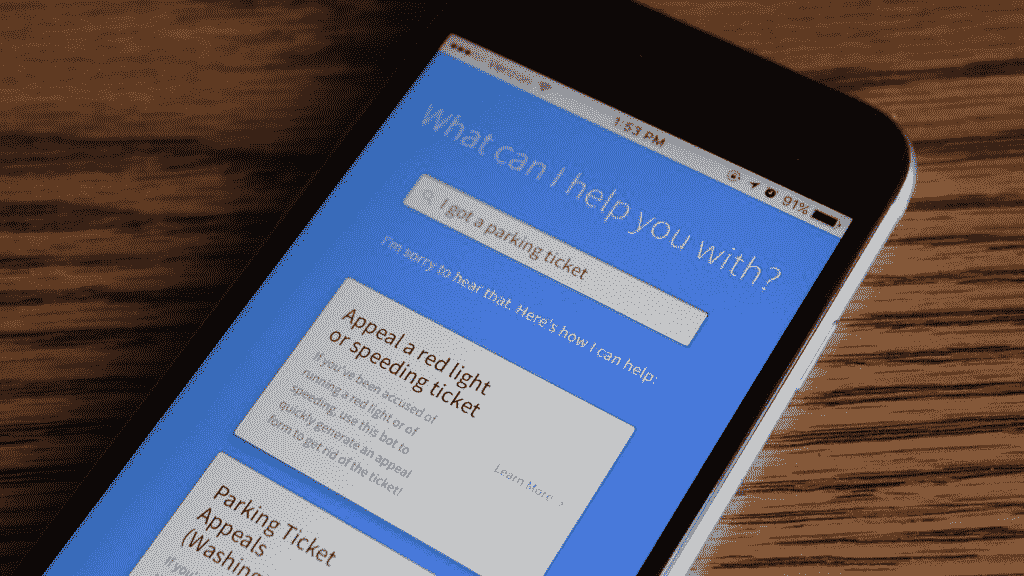 Verizon 1:53 PM 91%
What can I help you with?
I got a parking ticket
I'm sorry to hear that. Here's how I can help:
Appeal a red light
or speeding ticket
If you've been accused of
running a red light or of
speeding, use this bot to
quickly generate an appeal
form to get rid of the ticket!
Learn More
Parking Ticket
Appeals
(Washing
If you'